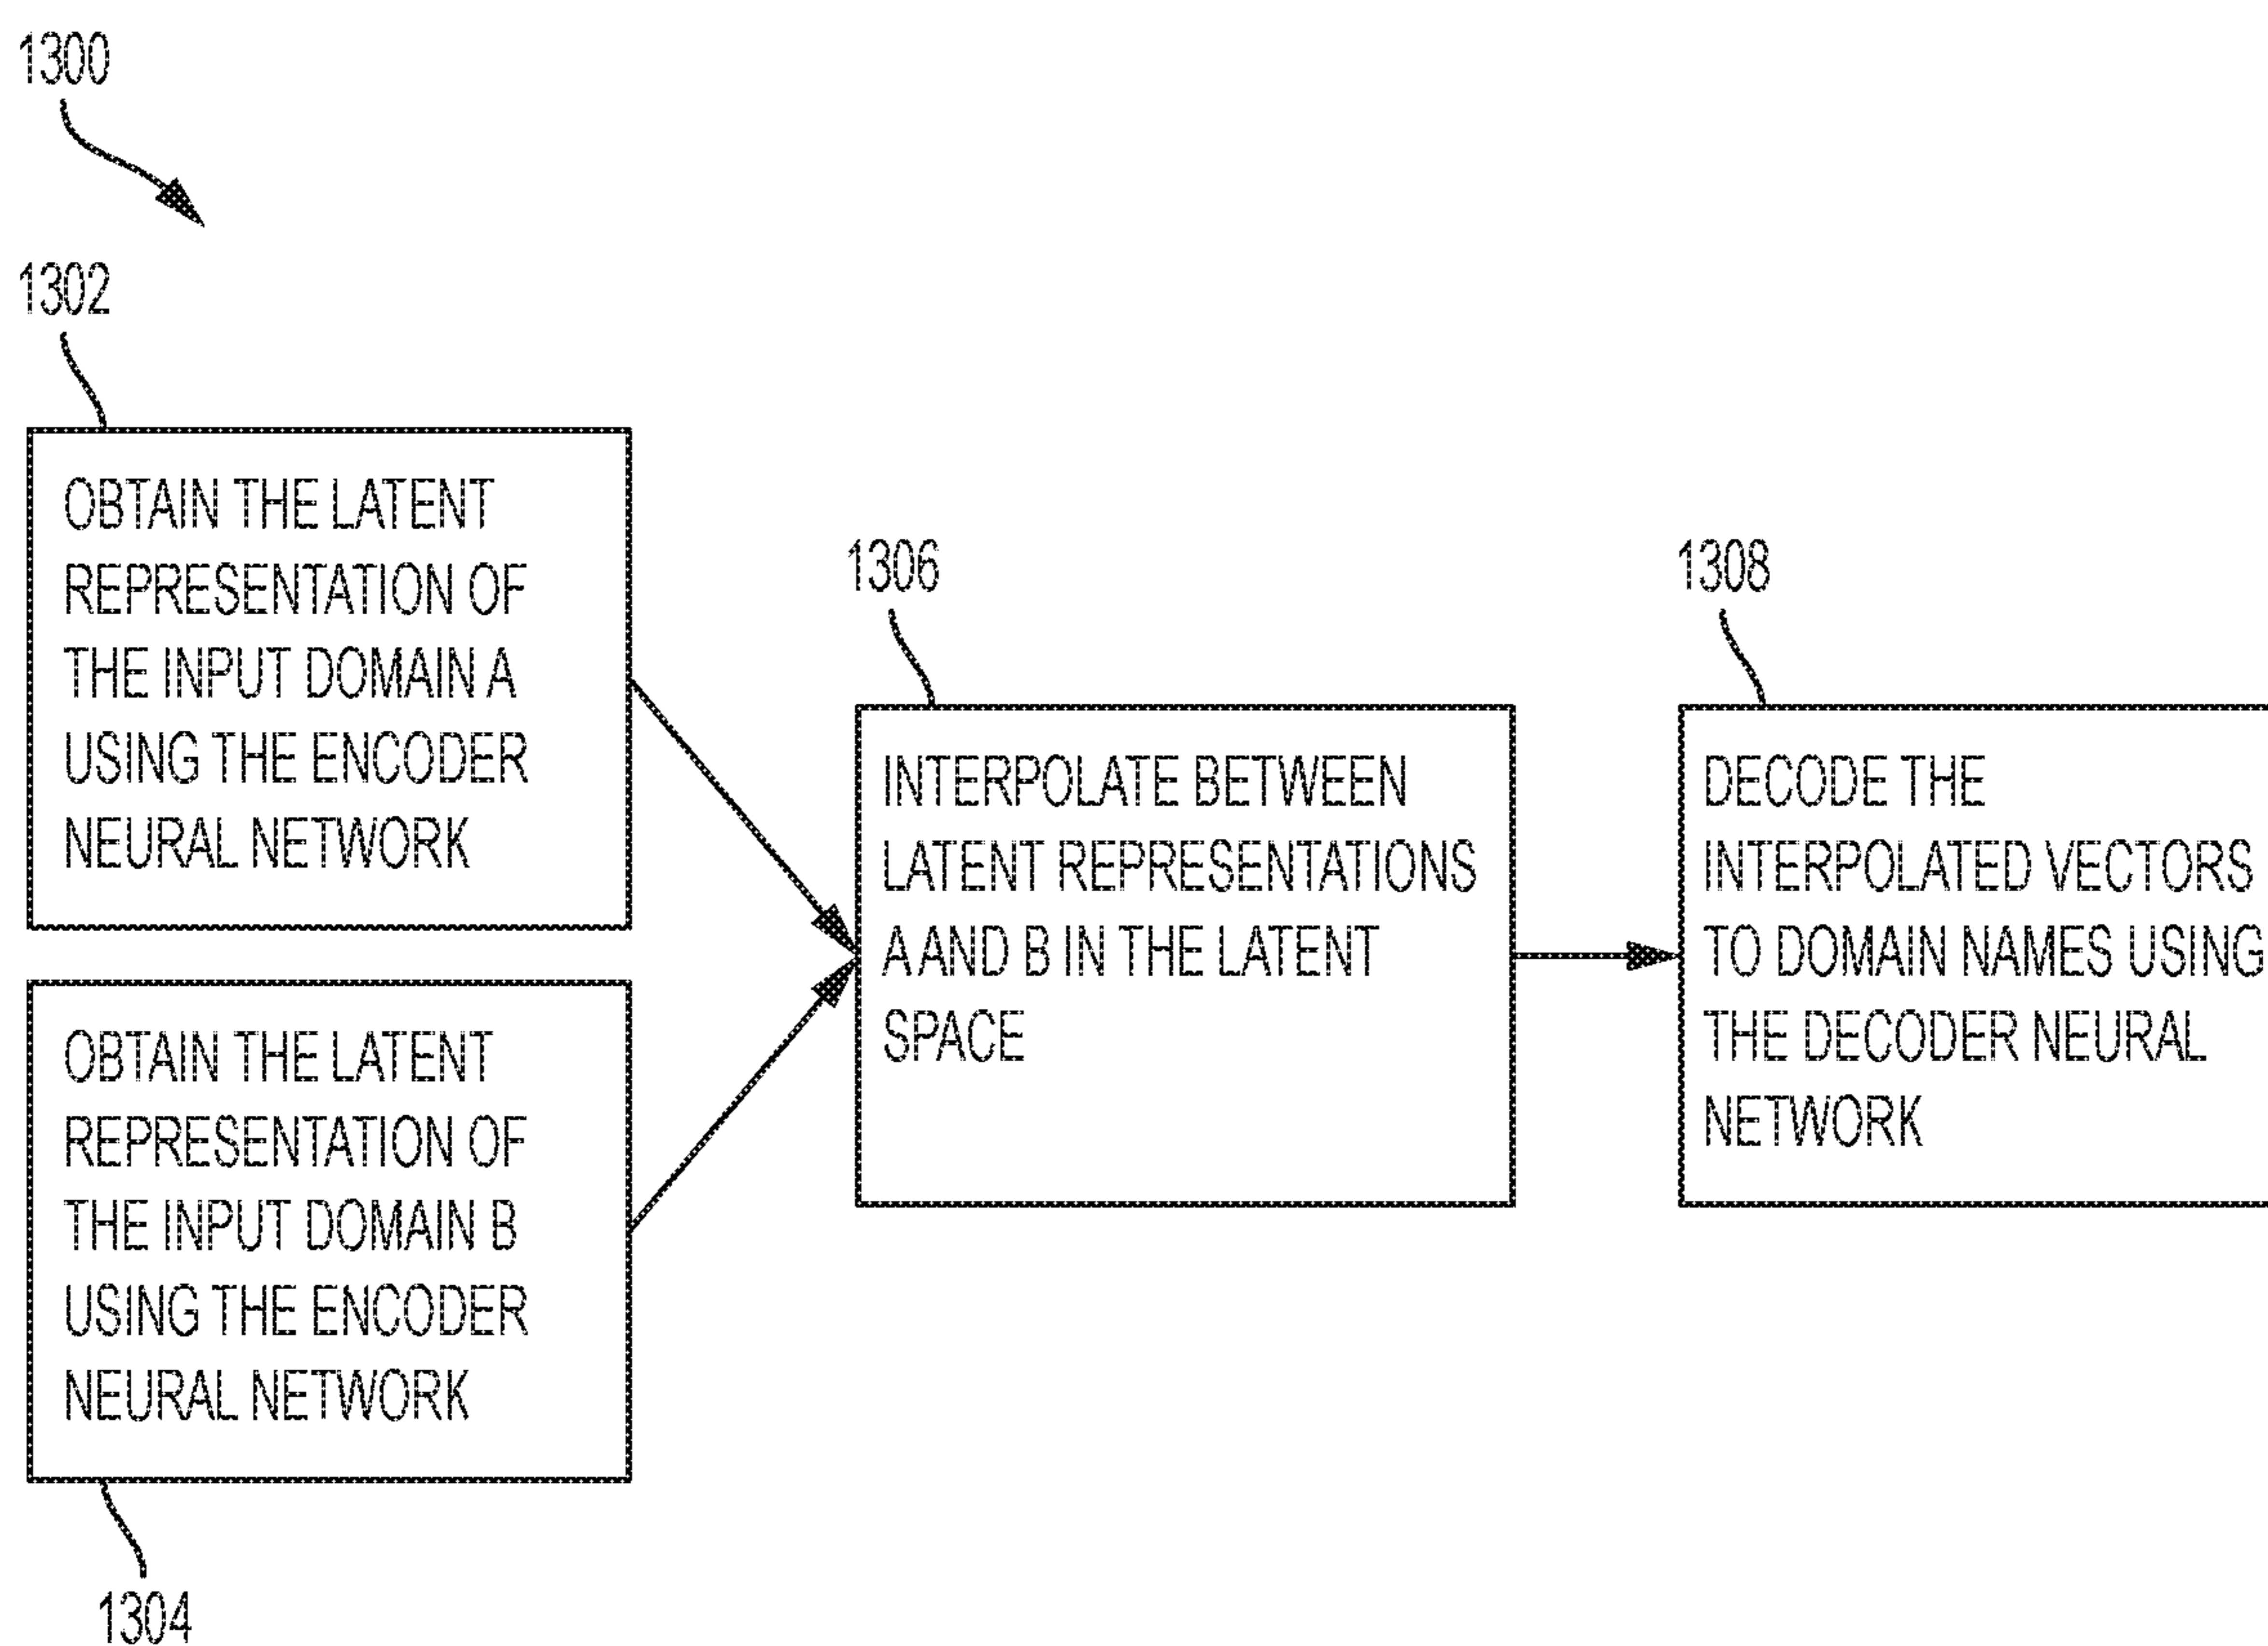 1300
1302
OBTAIN THE LATENT
REPRESENTATION OF
THE INPUT DOMAIN A
USING THE ENCODER
NEURAL NETWORK
OBTAIN THE LATENT
REPRESENTATION OF
THE INPUT DOMAIN B
USING THE ENCODER
NEURAL NETWORK
1304
1306
INTERPOLATE BETWEEN
LATENT REPRESENTATIONS
A AND B IN THE LATENT
SPACE
1308
DECODE THE
INTERPOLATED VECTORS
TO DOMAIN NAMES USING
THE DECODER NEURAL
NETWORK